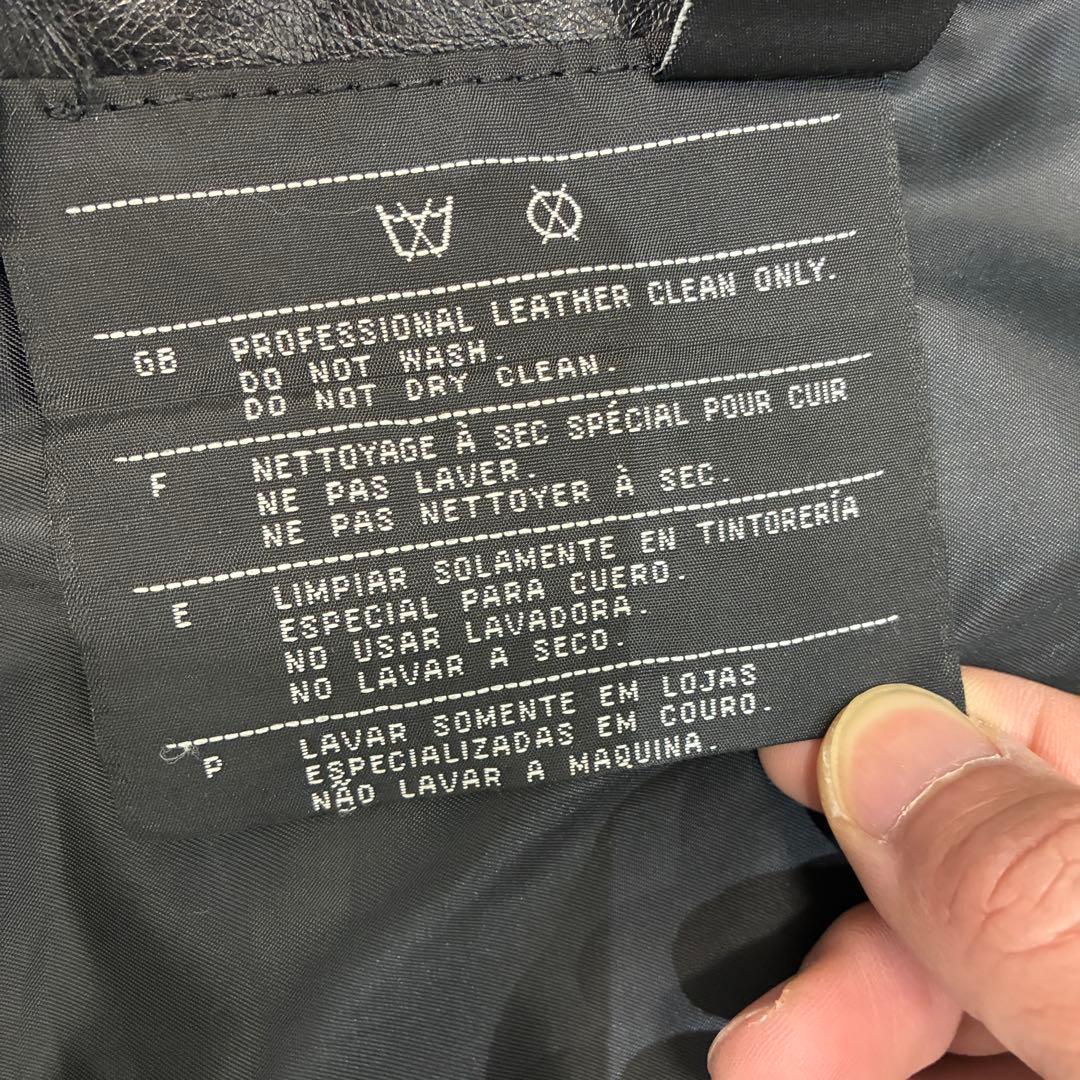 GB PROFESSIONAL LEATHER CLEAN ONLY.
DO NOT WASH.
DO NOT DRY CLEAN.
F NETTOYAGE À SEC SPÉCIAL POUR CUIR
NE PAS LAVER.
NE PAS NETTOYER À SEC.
E LIMPIAR SOLAMENTE EN TINTORERÍA
ESPECIAL PARA CUERO.
NO USAR LAVADORA.
NO LAVAR A SECO.
P LAVAR SOMENTE EM LOJAS
ESPECIALIZADAS EM COURO.
NÃO LAVAR A MAQUINA.